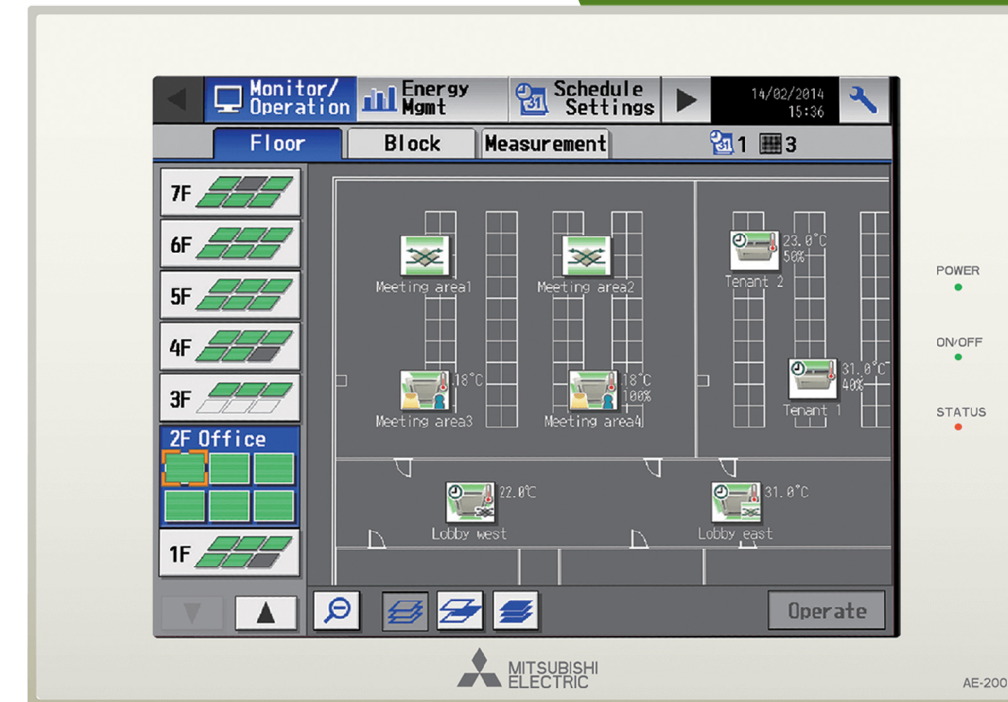 Monitor/
Operation
Energy
Mgmt
Schedule
Settings
14/02/2014
15:36
Floor
Block
Measurement
31 1
3
7F
6F
5F
4F
3F
2F Office
1F
Meeting area1
Meeting area2
23.0°C
50%
Tenant 2
18°C
Meeting area3
18°C
100%
Meeting area4
31.0°C
40%
Tenant 1
22.0°C
Lobby west
31.0°C
Lobby east
Operate
POWER
ON/OFF
STATUS
MITSUBISHI
ELECTRIC
AE-200